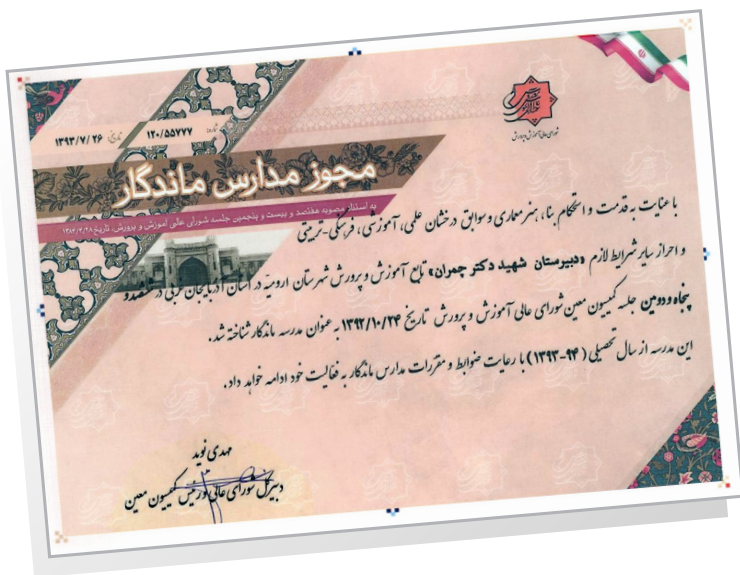 شورای عالی آموزش و پرورش
شماره: ۱۲۰/۵۵۷۷۷
تاریخ: ۱۳۹۳/۷/۲۶
مجوز مدارس ماندگار
به استناد مصوبه هفتصد و بیست و پنجمین جلسه شورای عالی آموزش و پرورش، تاریخ ۱۳۸۶/۳/۲۸
با عنایت به قدمت و استحکام بنا، هنر معماری و سوابق درخشان علمی، آموزشی، فرهنگی-تربیتی
و احراز سایر شرایط لازم «دبیرستان شهید دکتر چمران» تابع آموزش و پرورش شهرستان ارومیه در استان آذربایجان غربی در ششصد و
پنجاه و دومین جلسه کمیسیون معین شورای عالی آموزش و پرورش تاریخ ۱۳۹۲/۱۰/۲۴ به عنوان مدرسه ماندگار شناخته شد.
این مدرسه از سال تحصیلی (۹۴-۱۳۹۳) با رعایت ضوابط و مقررات مدارس ماندگار به فعالیت خود ادامه خواهد داد.
مهدی نوید
دبیرکل شورای عالی و رئیس کمیسیون معین